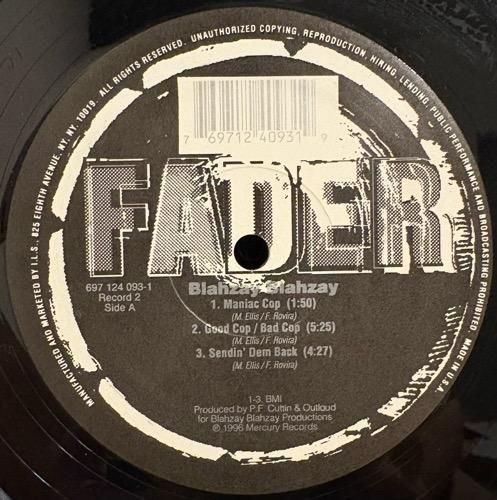 MANUFACTURED AND MARKETED BY I.L.S., 825 EIGHTH AVENUE, NY, NY. 10019. ALL RIGHTS RESERVED. UNAUTHORIZED COPYING, REPRODUCTION, HIRING, LENDING, PUBLIC PERFORMANCE AND BROADCASTING PROHIBITED. MADE IN U.S.A.
7 69712 40931 9
FADER
697 124 093-1
Record 2
Side A
Blahzay Blahzay
1. Maniac Cop (1:50)
(M. Ellis / F. Rovira)
2. Good Cop / Bad Cop (5:25)
(M. Ellis / F. Rovira)
3. Sendin' Dem Back (4:27)
(M. Ellis / F. Rovira)
1-3. BMI
Produced by P.F. Cuttin & Outloud
for Blahzay Blahzay Productions
℗ 1996 Mercury Records